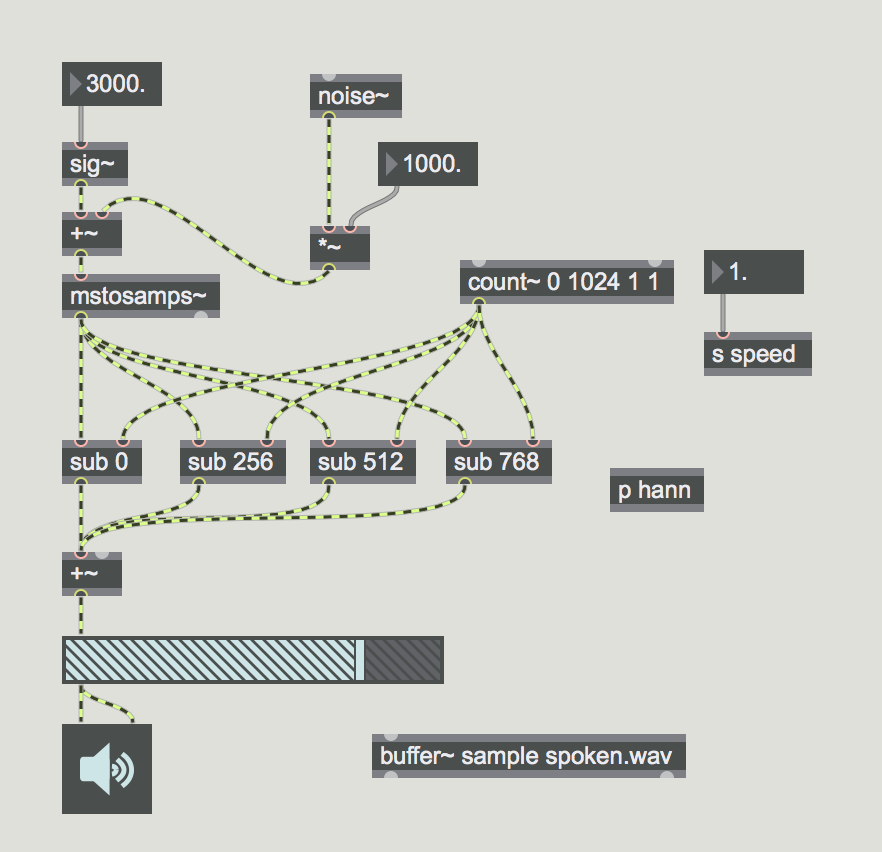 3000.
noise~
1000.
sig~
+~
*~
mstosamps~
count~ 0 1024 1 1
1.
s speed
sub 0
sub 256
sub 512
sub 768
p hann
+~
buffer~ sample spoken.wav